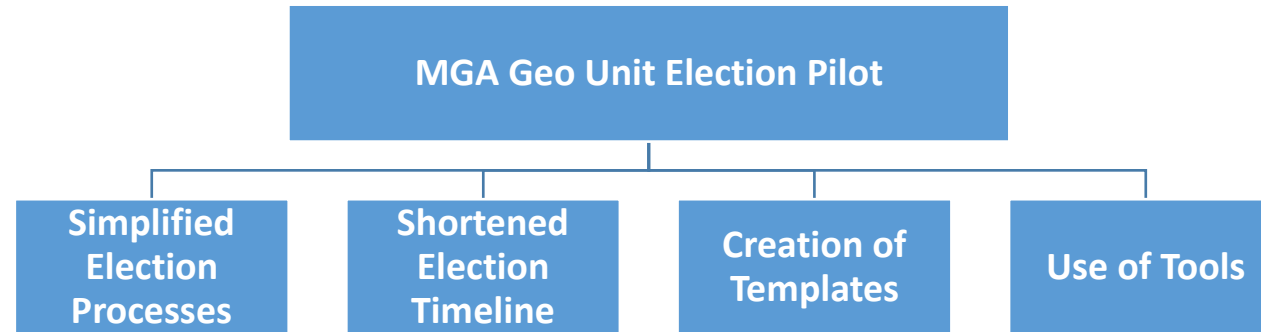 MGA Geo Unit Election Pilot
Simplified
Election
Processes
Shortened
Election
Timeline
Creation of
Templates
Use of Tools